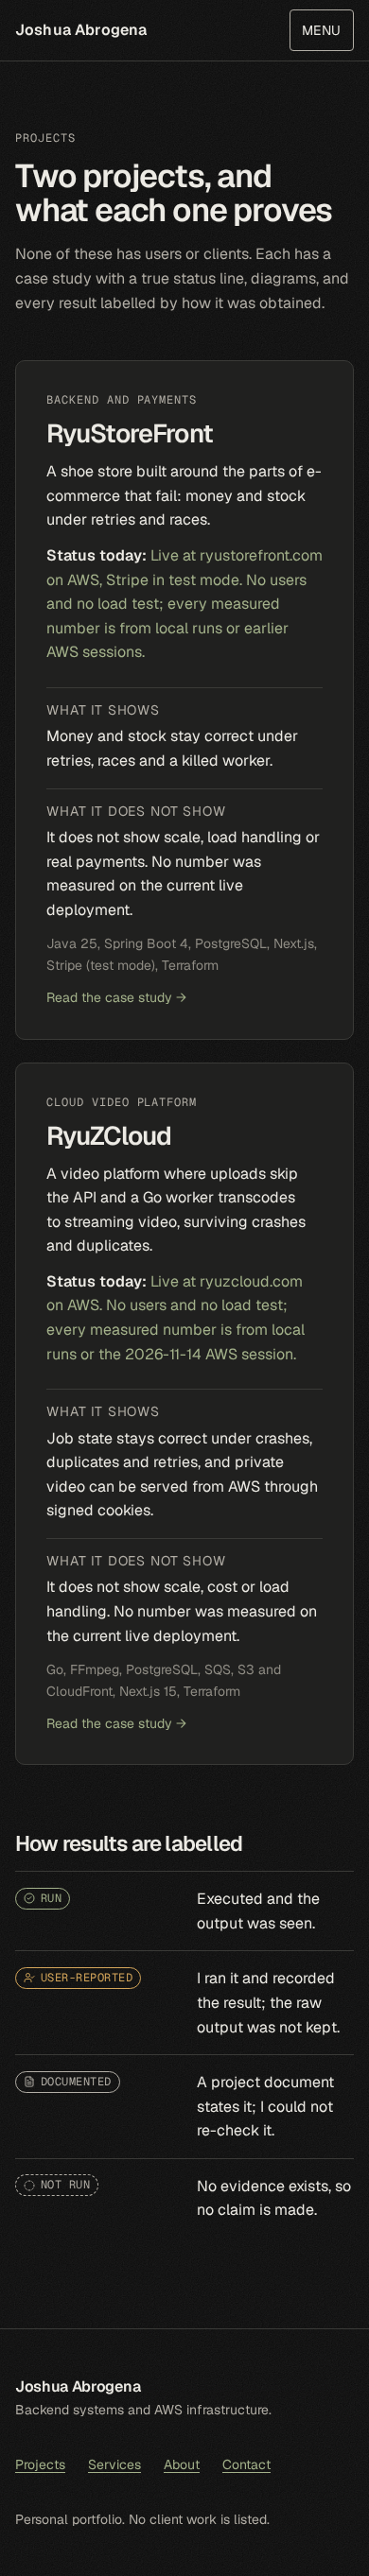 Joshua Abrogena
MENU
PROJECTS
Two projects, and
what each one proves
None of these has users or clients. Each has a
case study with a true status line, diagrams, and
every result labelled by how it was obtained.
BACKEND AND PAYMENTS
RyuStoreFront
A shoe store built around the parts of e-
commerce that fail: money and stock
under retries and races.
Status today: Live at ryustorefront.com
on AWS, Stripe in test mode. No users
and no load test; every measured
number is from local runs or earlier
AWS sessions.
WHAT IT SHOWS
Money and stock stay correct under
retries, races and a killed worker.
WHAT IT DOES NOT SHOW
It does not show scale, load handling or
real payments. No number was
measured on the current live
deployment.
Java 25, Spring Boot 4, PostgreSQL, Next.js,
Stripe (test mode), Terraform
Read the case study →
CLOUD VIDEO PLATFORM
RyuZCloud
A video platform where uploads skip
the API and a Go worker transcodes
to streaming video, surviving crashes
and duplicates.
Status today: Live at ryuzcloud.com
on AWS. No users and no load test;
every measured number is from local
runs or the 2026-11-14 AWS session.
WHAT IT SHOWS
Job state stays correct under crashes,
duplicates and retries, and private
video can be served from AWS through
signed cookies.
WHAT IT DOES NOT SHOW
It does not show scale, cost or load
handling. No number was measured on
the current live deployment.
Go, FFmpeg, PostgreSQL, SQS, S3 and
CloudFront, Next.js 15, Terraform
Read the case study →
How results are labelled
RUN
Executed and the
output was seen.
USER-REPORTED
I ran it and recorded
the result; the raw
output was not kept.
DOCUMENTED
A project document
states it; I could not
re-check it.
NOT RUN
No evidence exists, so
no claim is made.
Joshua Abrogena
Backend systems and AWS infrastructure.
Projects Services About Contact
Personal portfolio. No client work is listed.